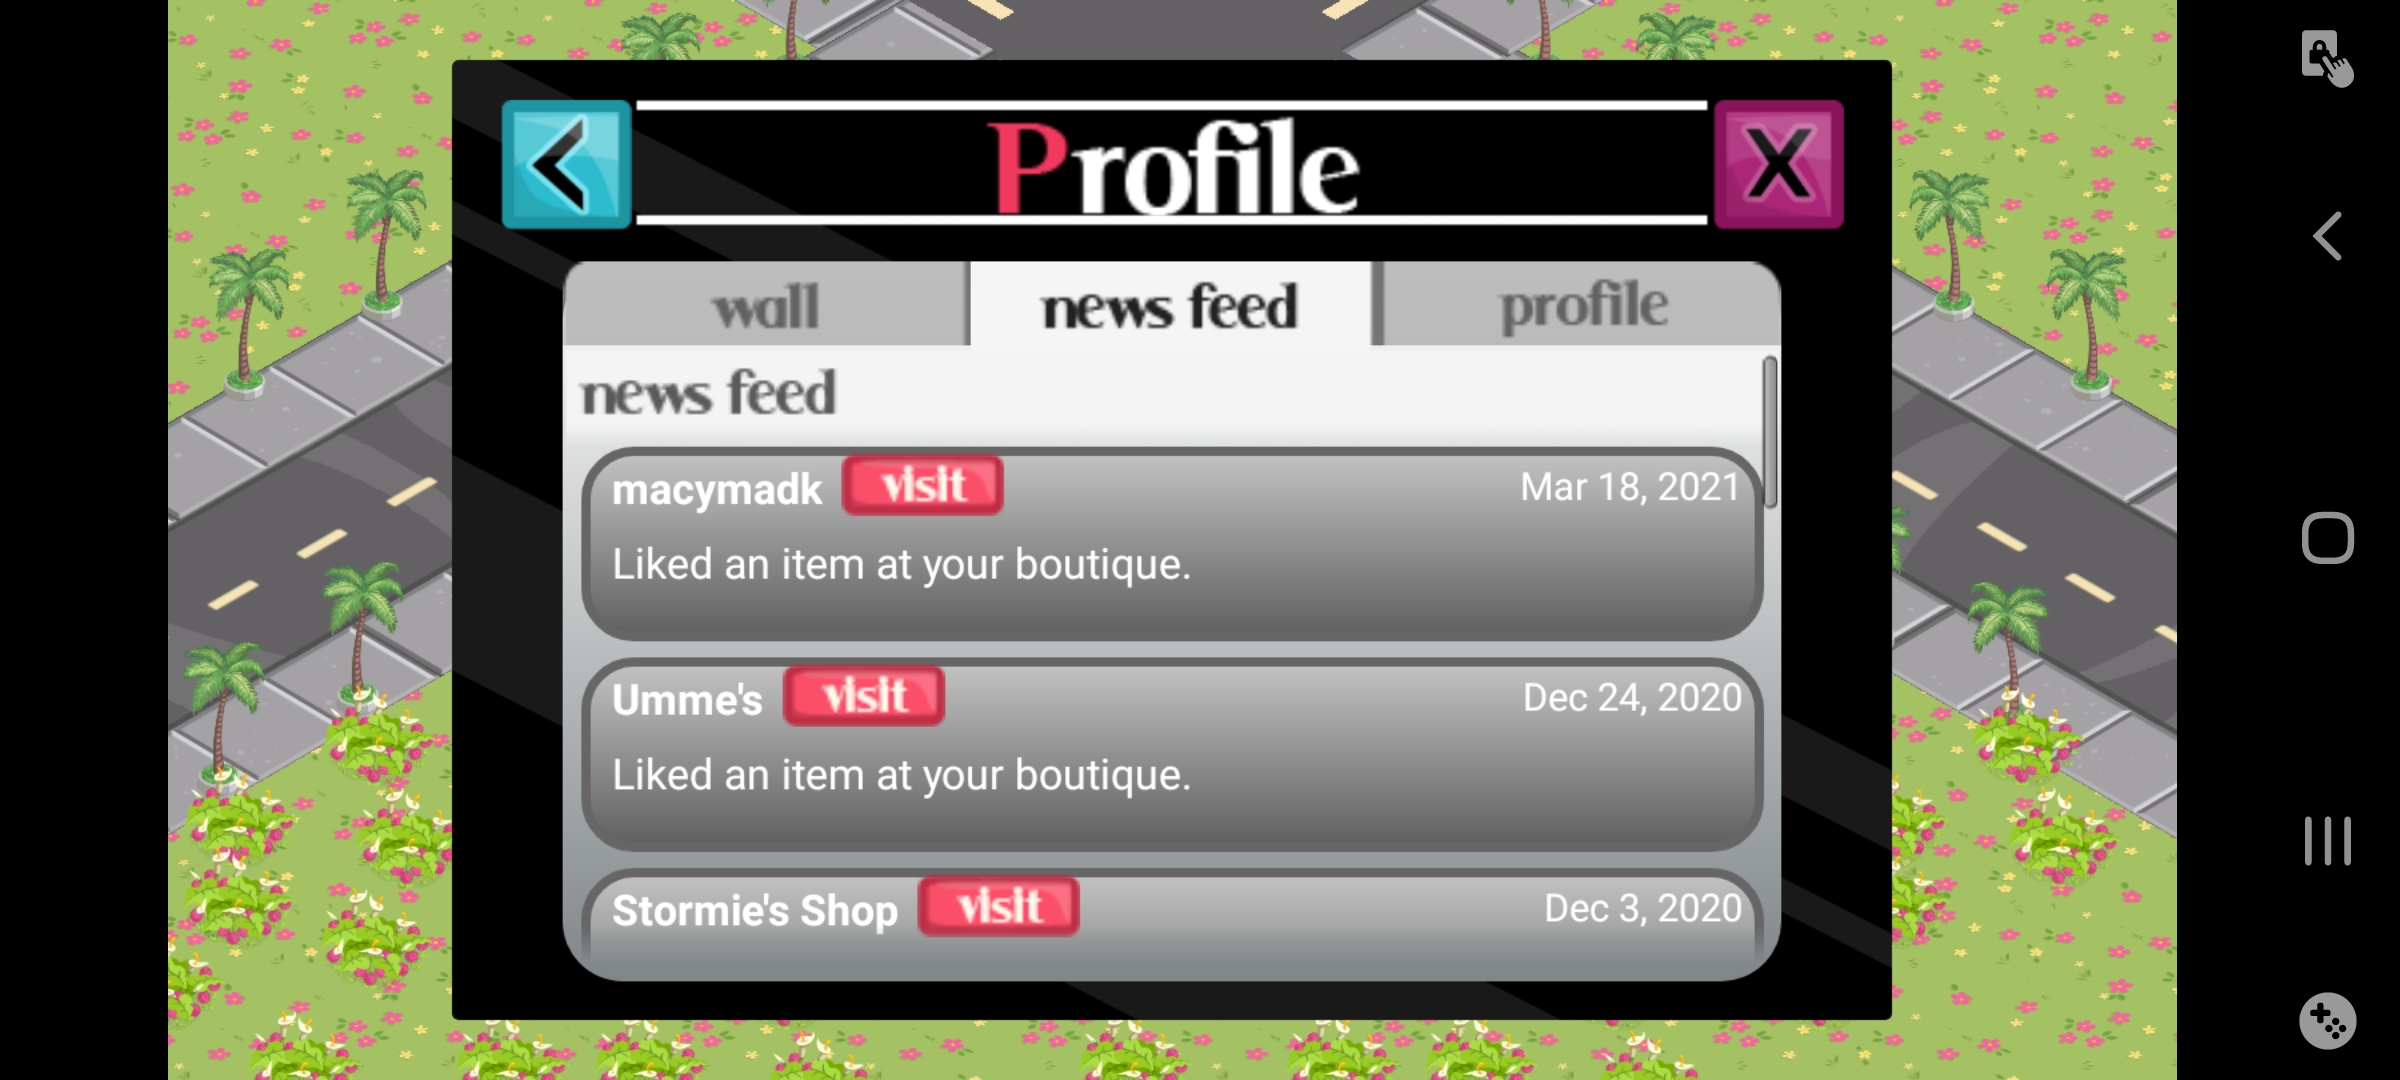 Profile
wall
news feed
profile
news feed
macymadk visit Mar 18, 2021
Liked an item at your boutique.
Umme's visit Dec 24, 2020
Liked an item at your boutique.
Stormie's Shop visit Dec 3, 2020